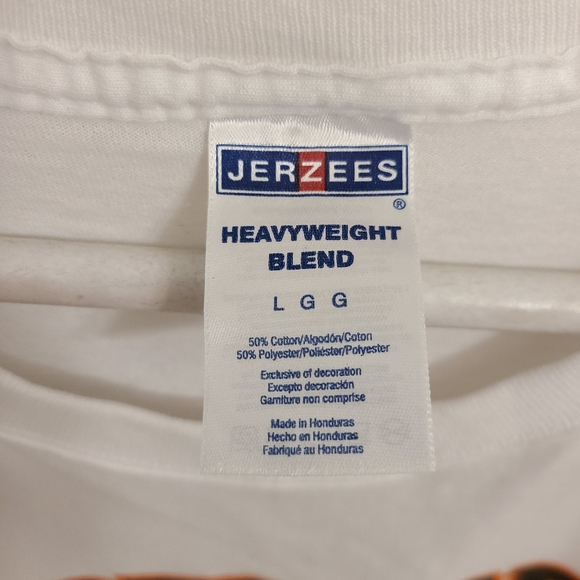 JERZEES
®
HEAVYWEIGHT
BLEND
L G G
50% Cotton/Algodón/Coton
50% Polyester/Poliéster/Polyester
Exclusive of decoration
Excepto decoración
Garniture non comprise
Made in Honduras
Hecho en Honduras
Fabriqué au Honduras